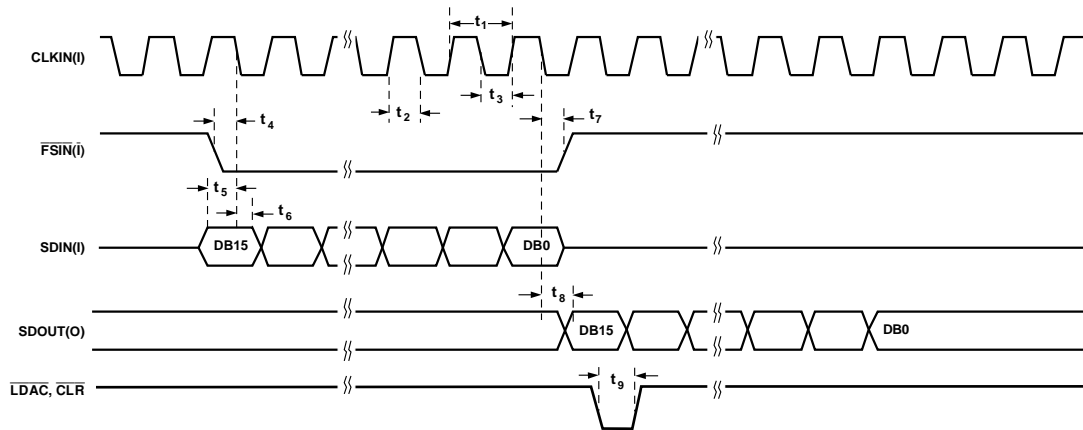 t1
CLKIN(I)
t3
t2
t4
t7
FSIN(I)
t5
t6
SDIN(I)
DB15
DB0
t8
SDOUT(O)
DB15
DB0
t9
LDAC, CLR